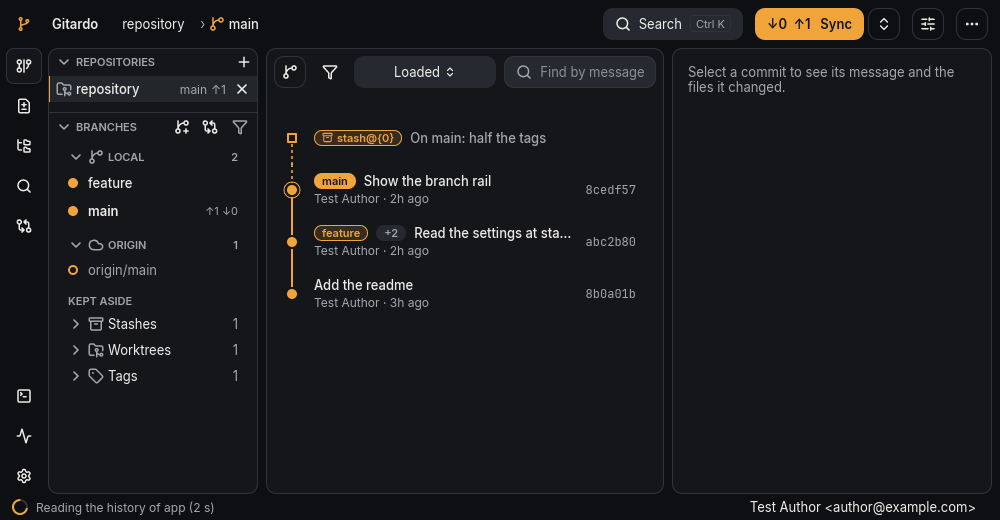 Gitardo repository › main Search Ctrl K ↓0 ↑1 Sync
REPOSITORIES
repository main ↑1
BRANCHES
LOCAL 2
feature
main ↑1 ↓0
ORIGIN 1
origin/main
KEPT ASIDE
Stashes 1
Worktrees 1
Tags 1
Loaded Find by message
stash@{0} On main: half the tags
main Show the branch rail
Test Author · 2h ago 8cedf57
feature +2 Read the settings at sta...
Test Author · 2h ago abc2b80
Add the readme
Test Author · 3h ago 8b0a01b
Select a commit to see its message and the
files it changed.
Reading the history of app (2 s) Test Author <author@example.com>